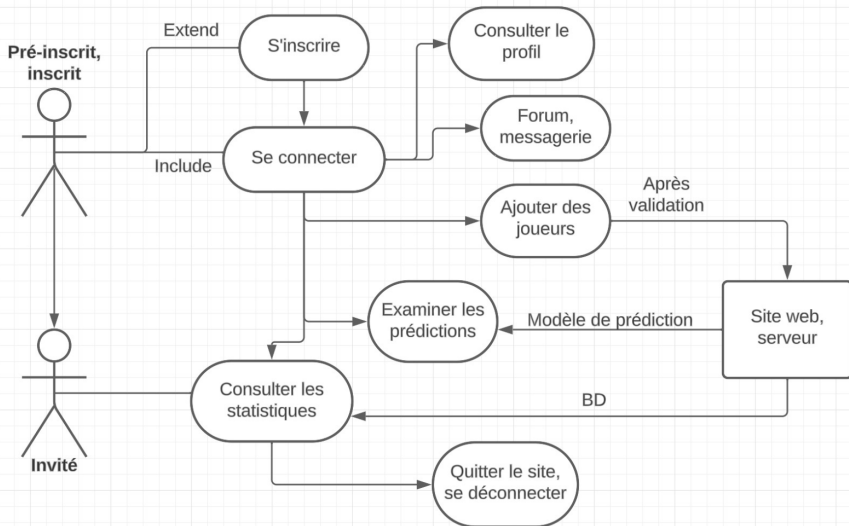 Extend
S'inscrire
Consulter le
profil
Pré-inscrit,
inscrit
Forum,
messagerie
Include
Se connecter
Après
validation
Ajouter des
joueurs
Examiner les
prédictions
Modèle de prédiction
Site web,
serveur
Consulter les
statistiques
BD
Invité
Quitter le site,
se déconnecter